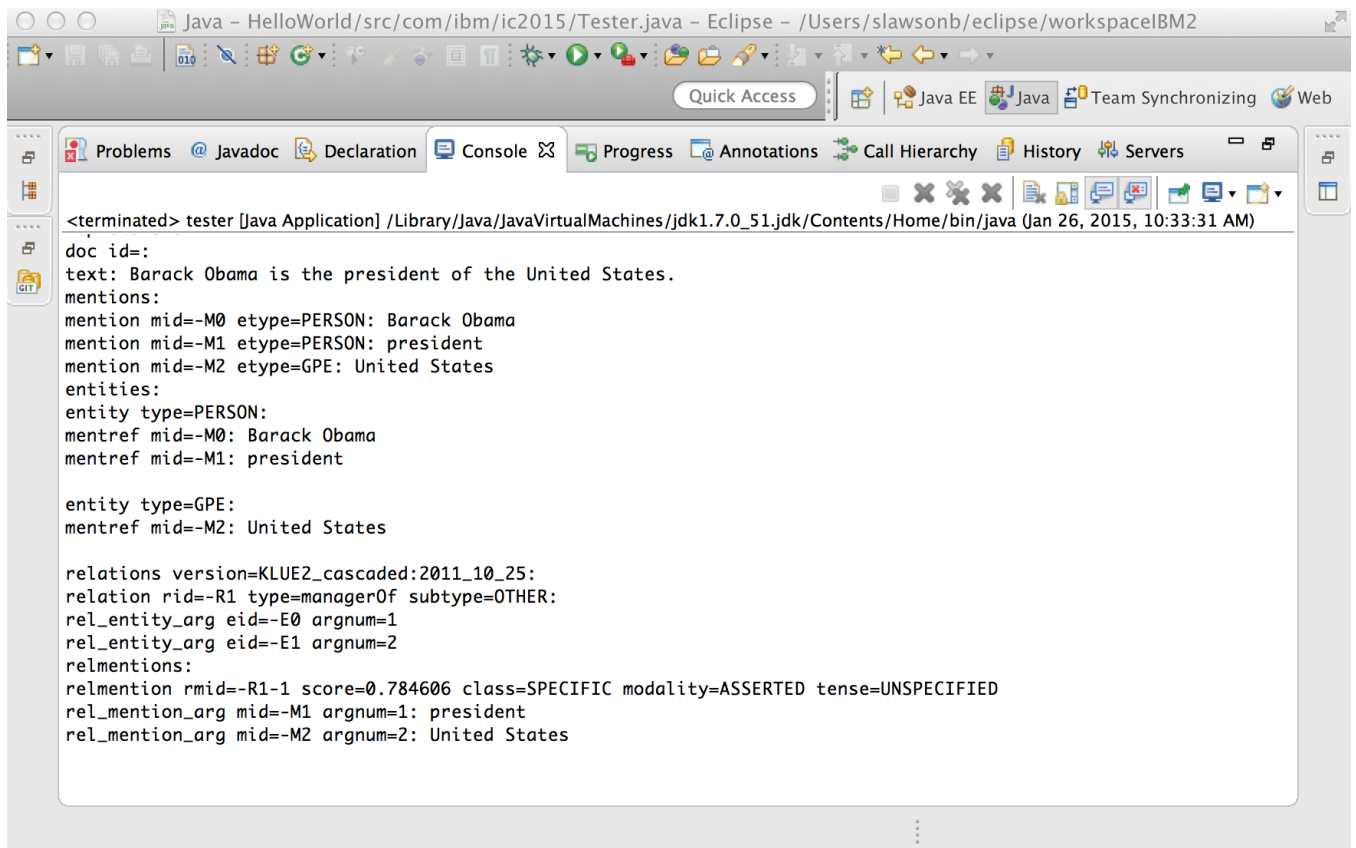 Java – HelloWorld/src/com/ibm/ic2015/Tester.java – Eclipse – /Users/slawsonb/eclipse/workspaceIBM2
Quick Access
Java EE Java Team Synchronizing Web
Problems @ Javadoc Declaration Console Progress Annotations Call Hierarchy History Servers
<terminated> tester [Java Application] /Library/Java/JavaVirtualMachines/jdk1.7.0_51.jdk/Contents/Home/bin/java (Jan 26, 2015, 10:33:31 AM)
doc id=:
text: Barack Obama is the president of the United States.
mentions:
mention mid=-M0 etype=PERSON: Barack Obama
mention mid=-M1 etype=PERSON: president
mention mid=-M2 etype=GPE: United States
entities:
entity type=PERSON:
mentref mid=-M0: Barack Obama
mentref mid=-M1: president
entity type=GPE:
mentref mid=-M2: United States
relations version=KLUE2_cascaded:2011_10_25:
relation rid=-R1 type=managerOf subtype=OTHER:
rel_entity_arg eid=-E0 argnum=1
rel_entity_arg eid=-E1 argnum=2
relmentions:
relmention rmid=-R1-1 score=0.784606 class=SPECIFIC modality=ASSERTED tense=UNSPECIFIED
rel_mention_arg mid=-M1 argnum=1: president
rel_mention_arg mid=-M2 argnum=2: United States